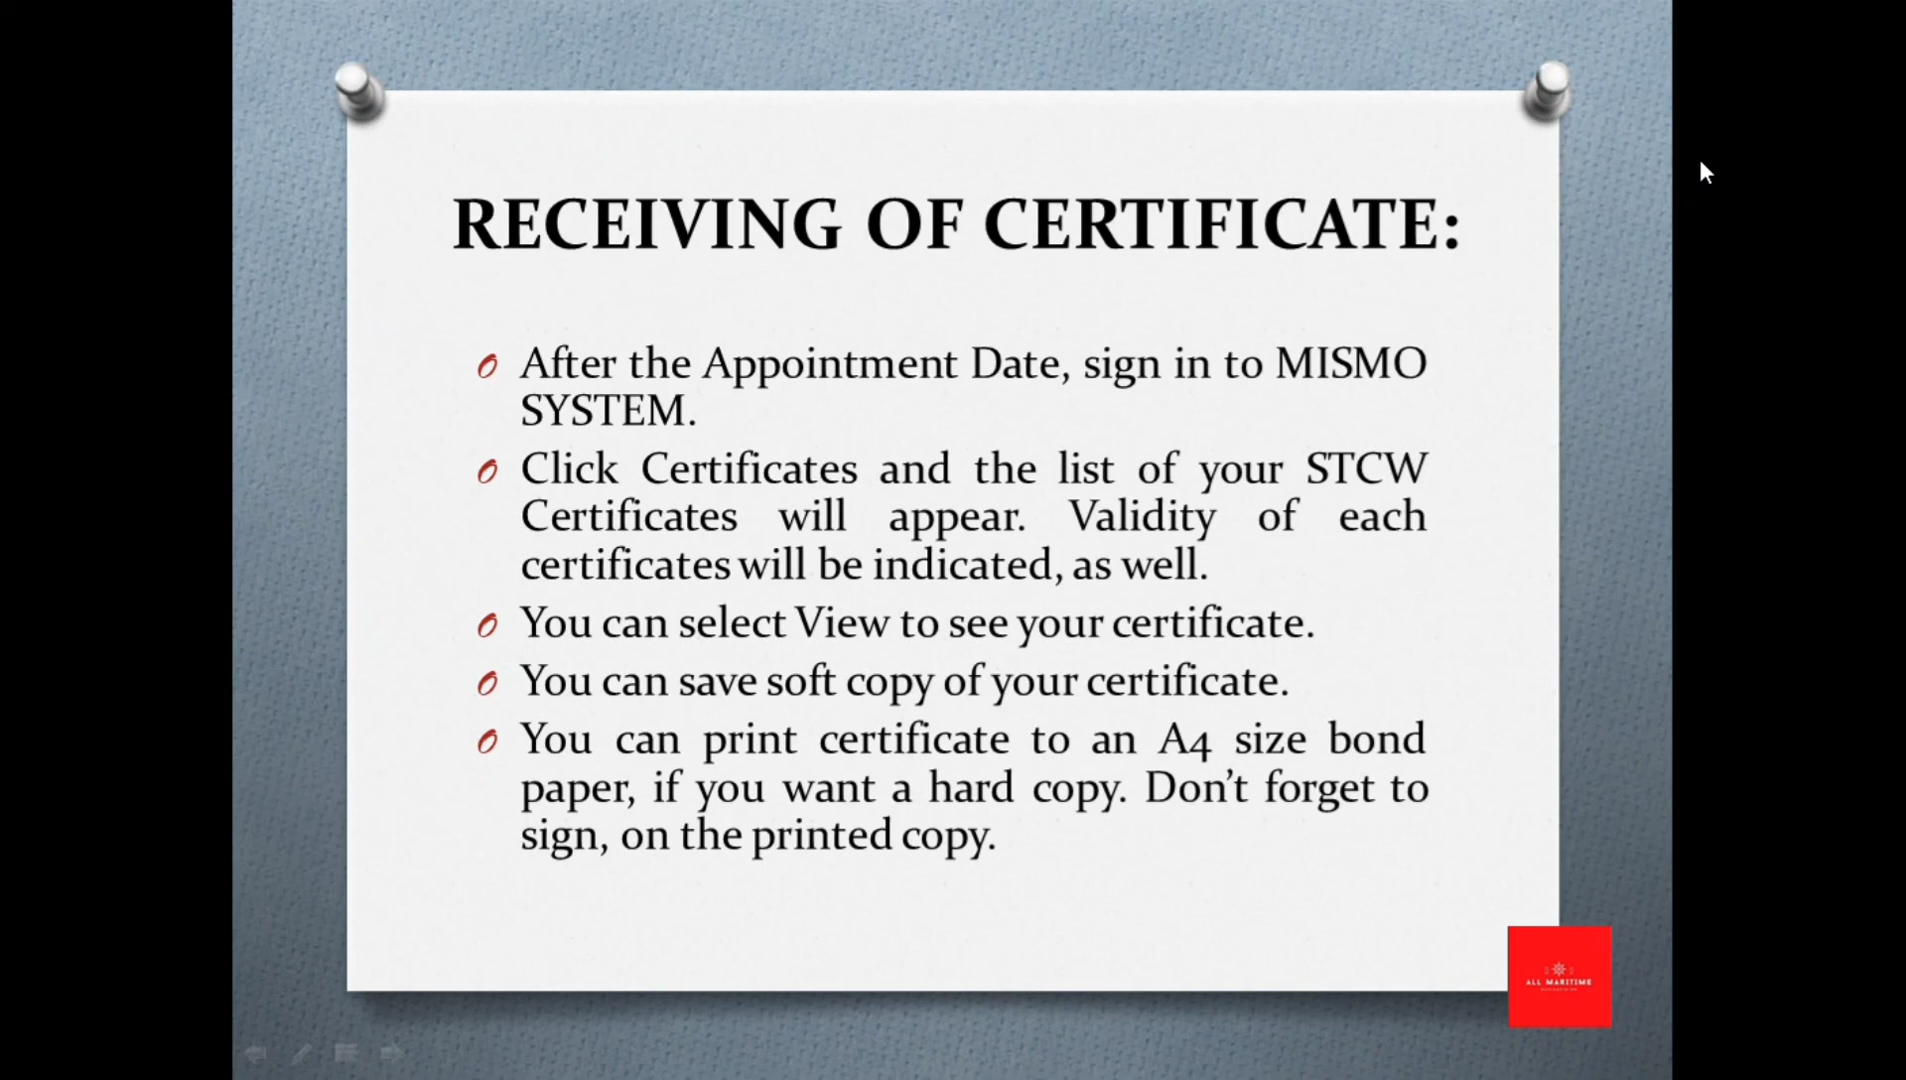 RECEIVING OF CERTIFICATE:
After the Appointment Date, sign in to MISMO
SYSTEM.
Click Certificates and the list of your STCW
Certificates will appear. Validity of each
certificates will be indicated, as well.
You can select View to see your certificate.
You can save soft copy of your certificate.
You can print certificate to an A4 size bond
paper, if you want a hard copy. Don't forget to
sign, on the printed copy.
ALL MARITIME